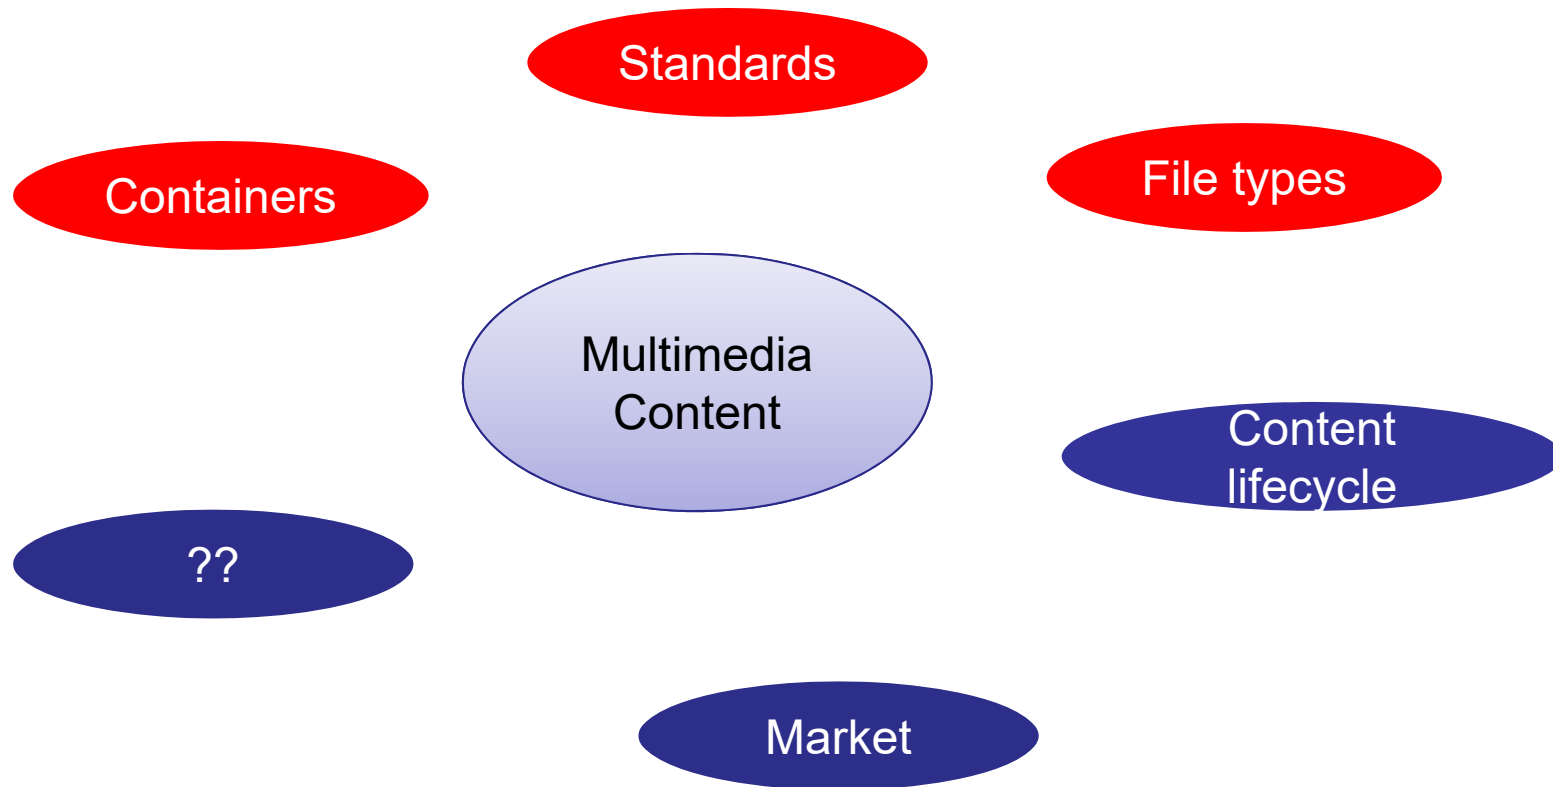 Standards
File types
Containers
Multimedia
Content
Content
lifecycle
??
Market